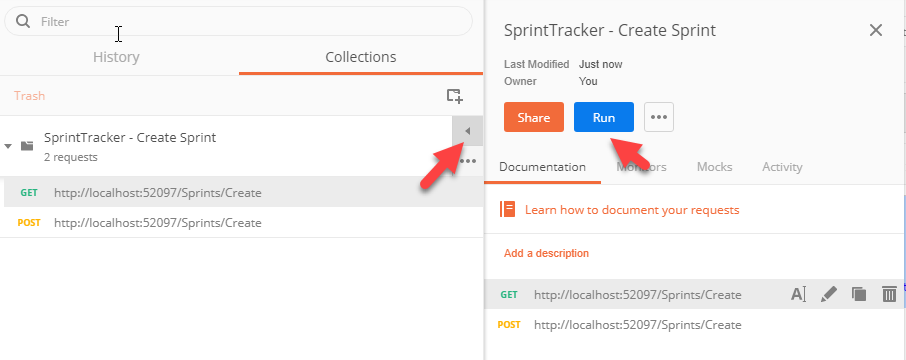 Filter
History
Collections
Trash
SprintTracker - Create Sprint
2 requests
GET http://localhost:52097/Sprints/Create
POST http://localhost:52097/Sprints/Create
SprintTracker - Create Sprint
Last Modified Just now
Owner You
Share
Run
Documentation
Monitors
Mocks
Activity
Learn how to document your requests
Add a description
GET http://localhost:52097/Sprints/Create
POST http://localhost:52097/Sprints/Create